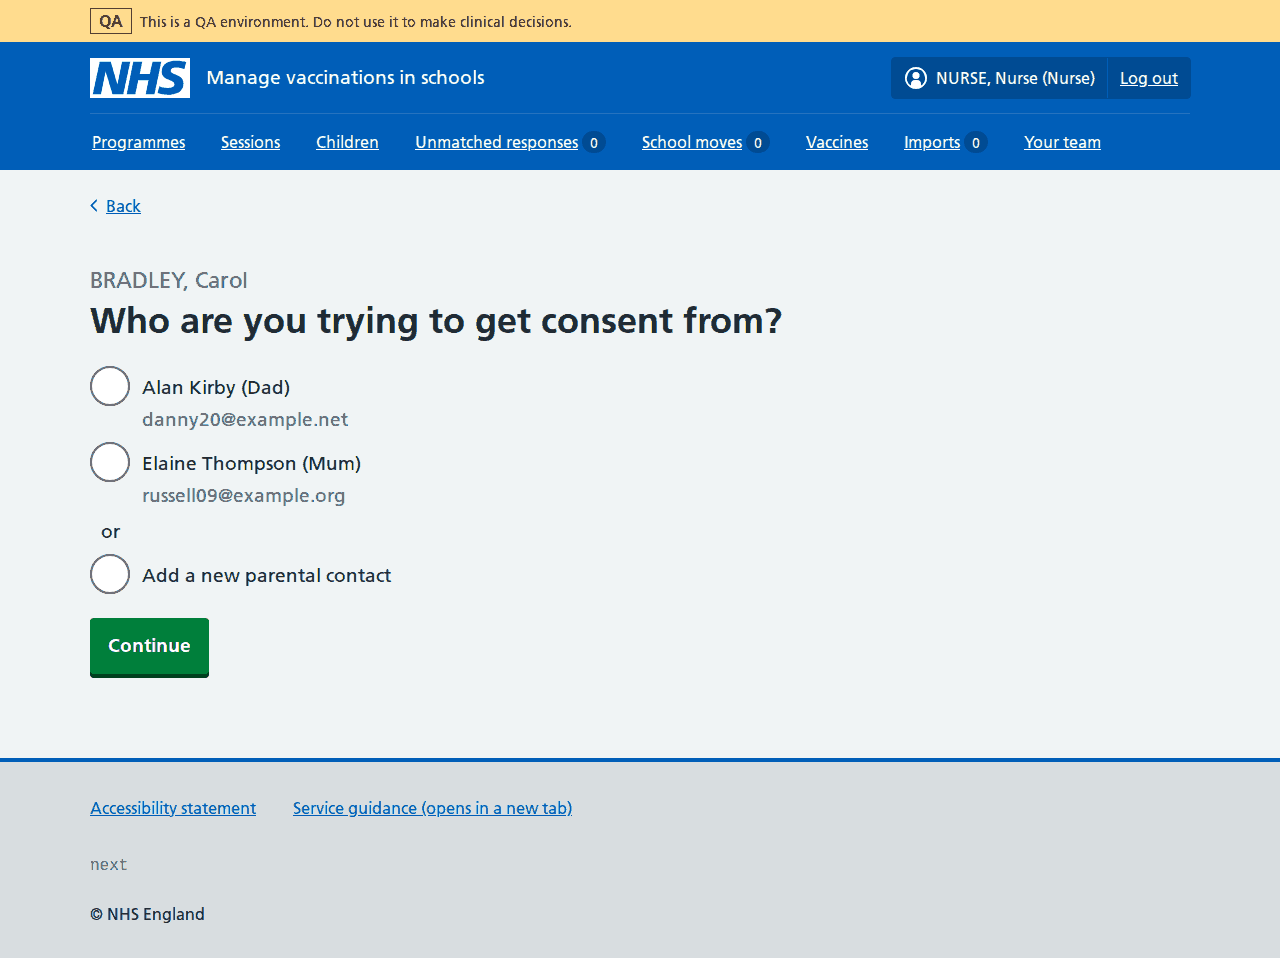 QA This is a QA environment. Do not use it to make clinical decisions.
NHS Manage vaccinations in schools NURSE, Nurse (Nurse) Log out
Programmes Sessions Children Unmatched responses 0 School moves 0 Vaccines Imports 0 Your team
Back
BRADLEY, Carol
Who are you trying to get consent from?
Alan Kirby (Dad)
danny20@example.net
Elaine Thompson (Mum)
russell09@example.org
or
Add a new parental contact
Continue
Accessibility statement Service guidance (opens in a new tab)
next
© NHS England